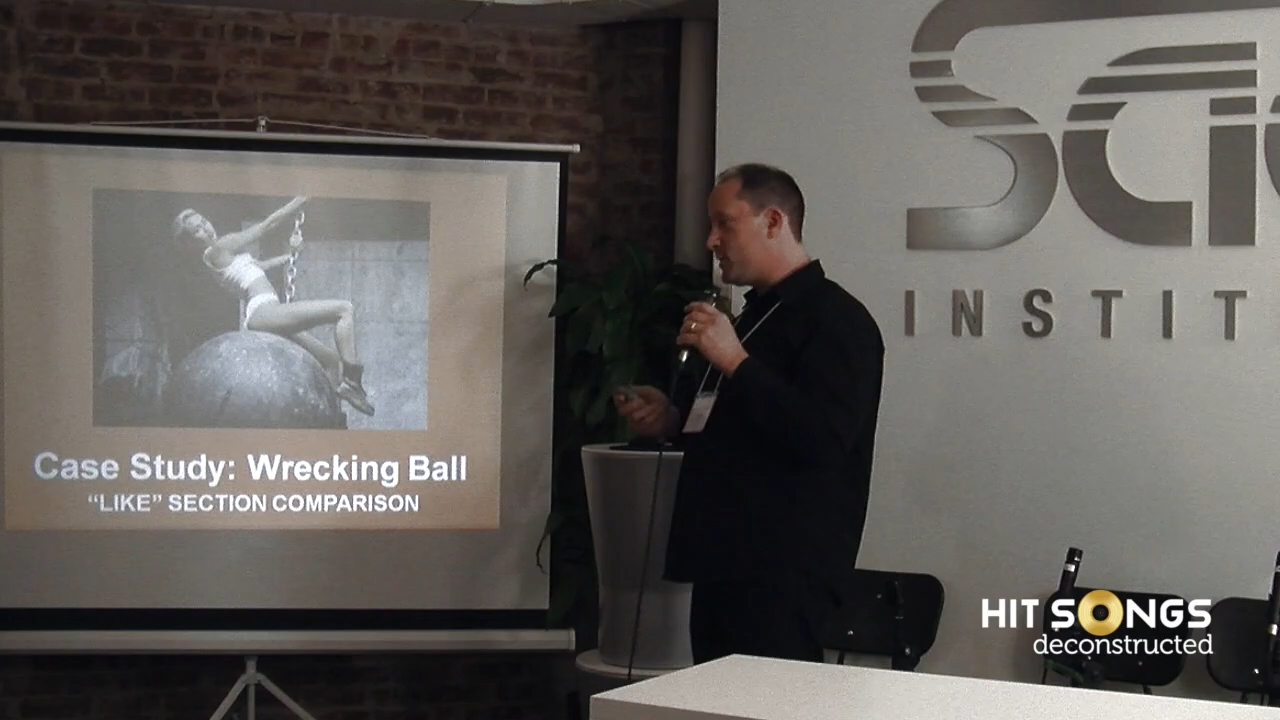 Case Study: Wrecking Ball
“LIKE” SECTION COMPARISON
INSTIT
HIT SONGS
deconstructed